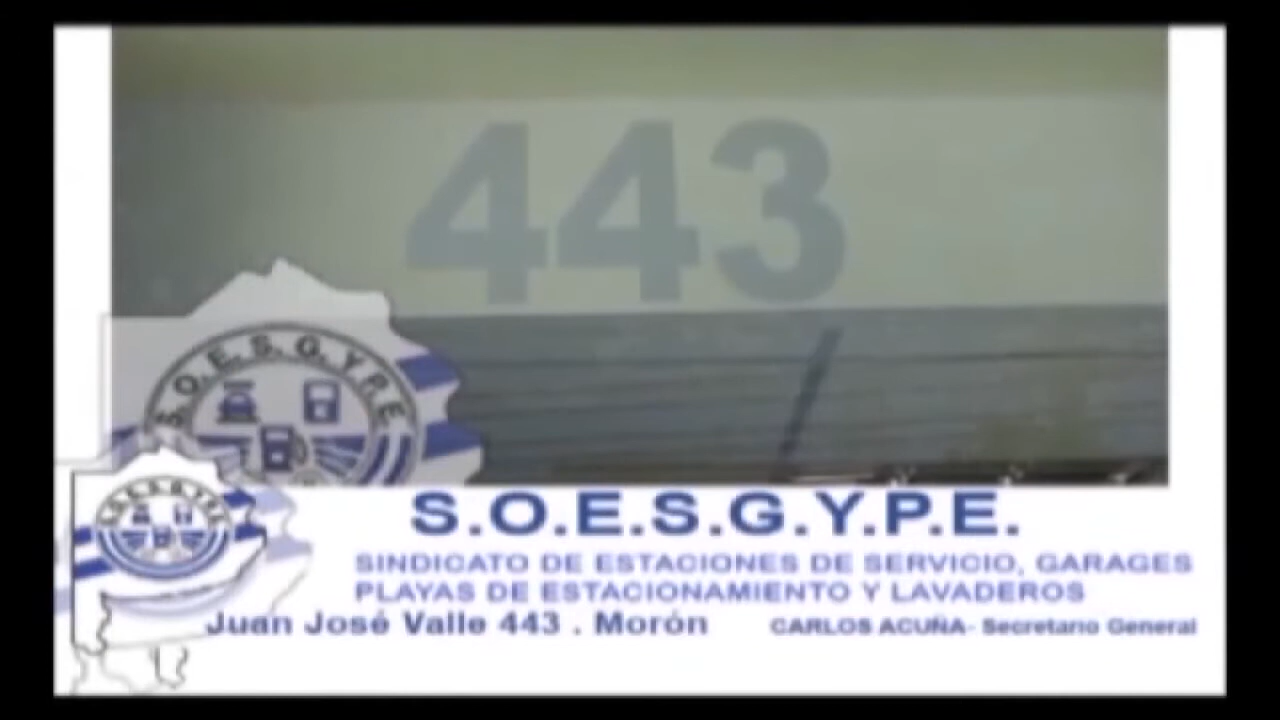 443
S.O.E.S.G.Y.P.E
S.O.E.S.G.Y.P.E.
S.O.E.S.G.Y.P.E.
SINDICATO DE ESTACIONES DE SERVICIO, GARAGES
PLAYAS DE ESTACIONAMIENTO Y LAVADEROS
Juan José Valle 443 . Morón CARLOS ACUÑA- Secretario General